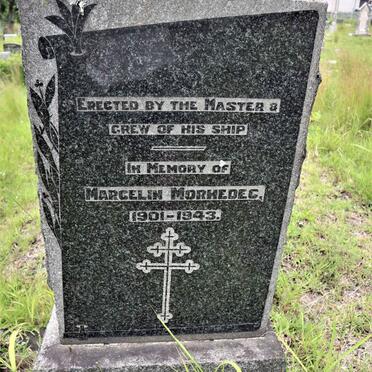 Erected by the Master &
crew of his ship
In Memory of
Marcelin Morhedec,
1901-1943.